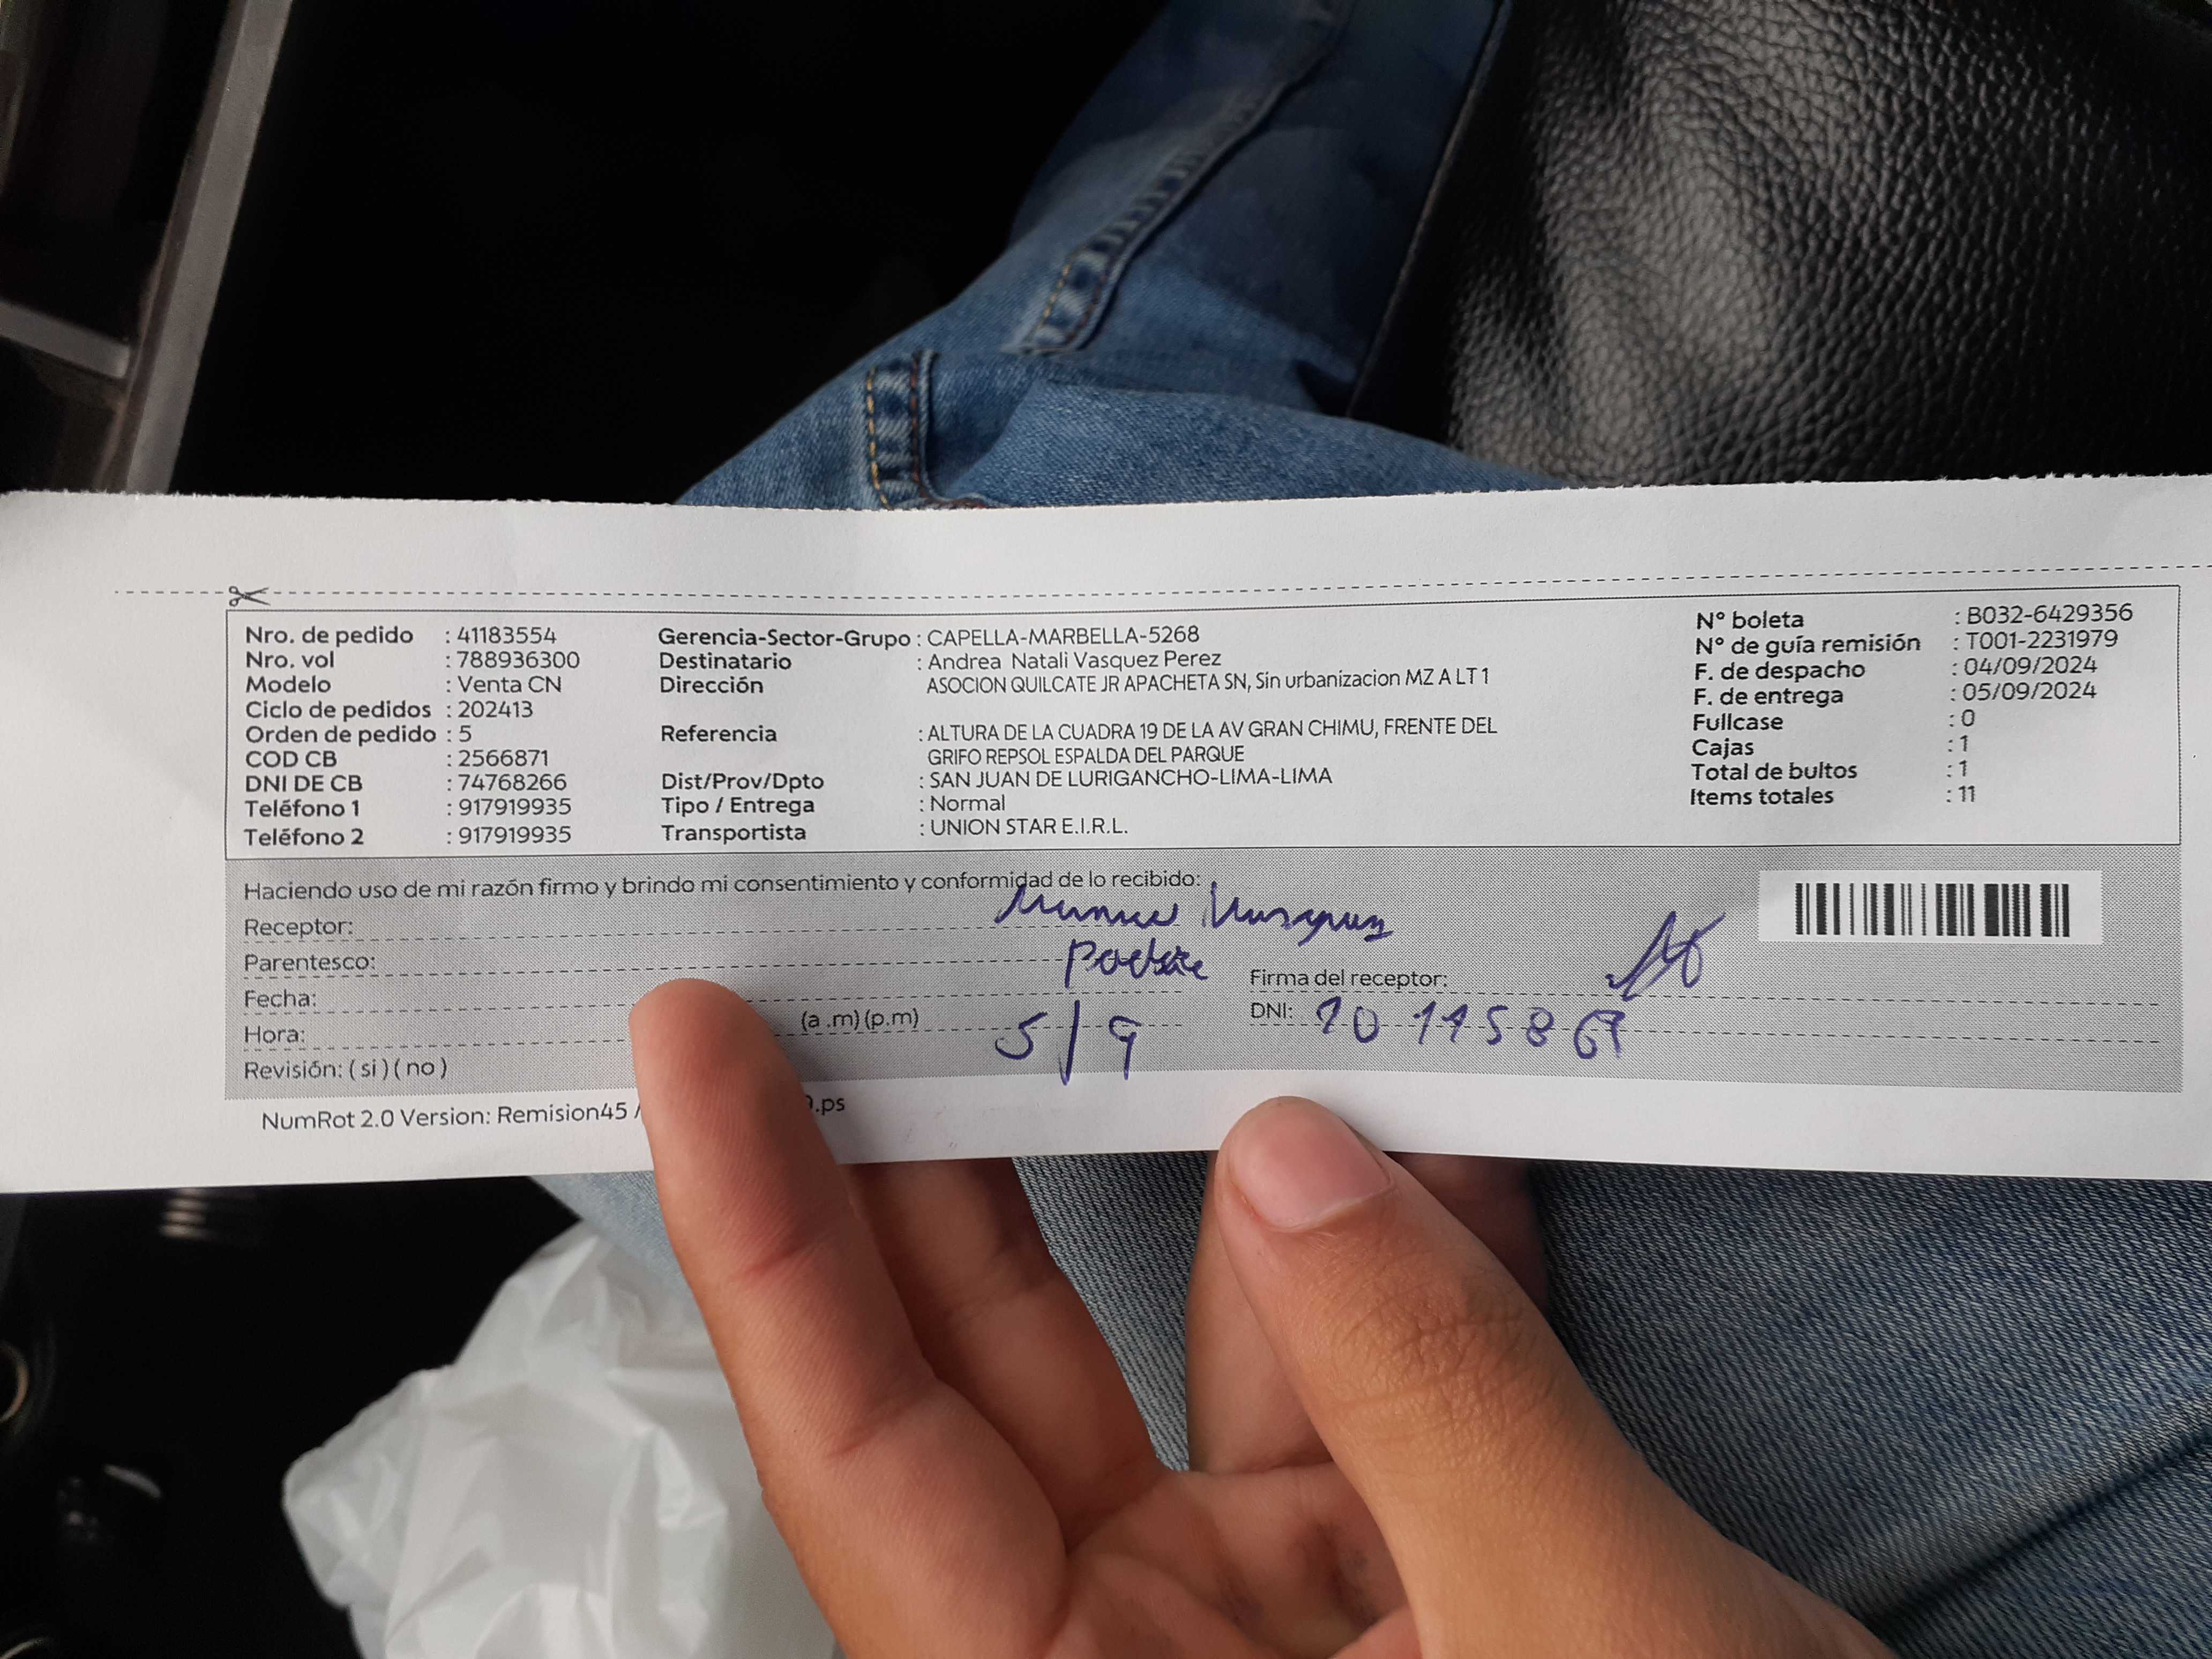 Nro. de pedido : 41183554
Nro. vol : 788936300
Modelo : Venta CN
Ciclo de pedidos : 202413
Orden de pedido : 5
COD CB : 2566871
DNI DE CB : 74768266
Teléfono 1 : 917919935
Teléfono 2 : 917919935
Gerencia-Sector-Grupo : CAPELLA-MARBELLA-5268
Destinatario : Andrea Natali Vasquez Perez
Dirección ASOCION QUILCATE JR APACHETA SN, Sin urbanizacion MZ A LT 1
Referencia : ALTURA DE LA CUADRA 19 DE LA AV GRAN CHIMU, FRENTE DEL
GRIFO REPSOL ESPALDA DEL PARQUE
Dist/Prov/Dpto : SAN JUAN DE LURIGANCHO-LIMA-LIMA
Tipo / Entrega : Normal
Transportista : UNION STAR E.I.R.L.
N° boleta : B032-6429356
N° de guía remisión : T001-2231979
F. de despacho : 04/09/2024
F. de entrega : 05/09/2024
Fullcase : 0
Cajas : 1
Total de bultos : 1
Items totales : 11
Haciendo uso de mi razón firmo y brindo mi consentimiento y conformidad de lo recibido:
Receptor:
Parentesco:
Fecha: 5/9
Hora: (a .m) (p.m)
Revisión: ( si ) ( no )
Firma del receptor:
DNI:
NumRot 2.0 Version: Remision45 /
.ps